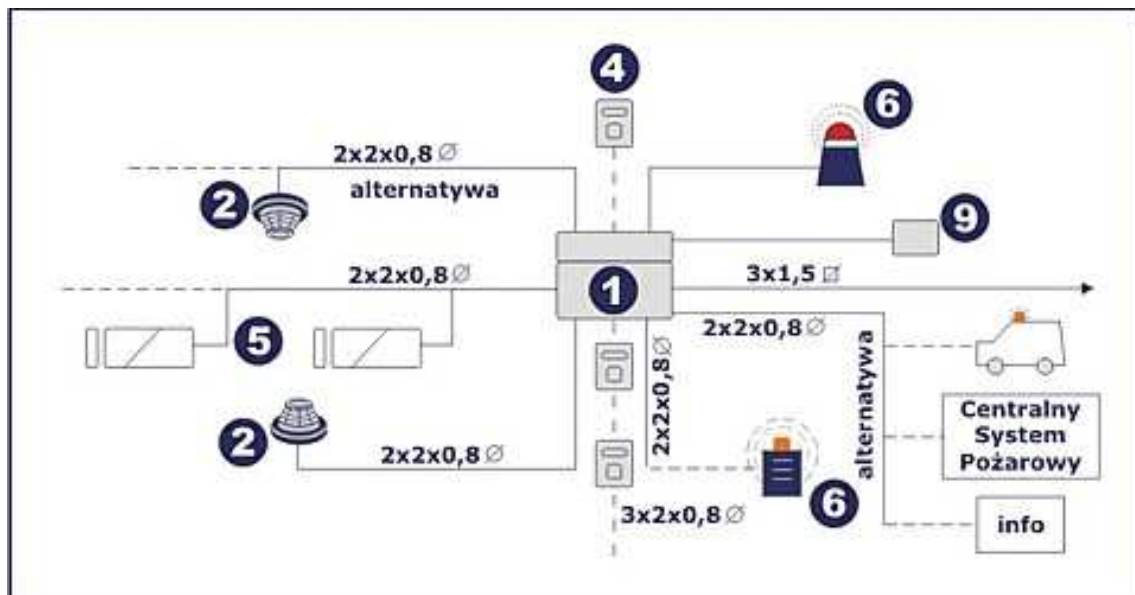 4
6
2x2x0,8 Ø
alternatywa
2
9
2x2x0,8 Ø
1
3x1,5
2x2x0,8 Ø
5
alternatywa
2x2x0,8 Ø
Centralny
System
Pożarowy
2
2x2x0,8 Ø
6
3x2x0,8 Ø
info